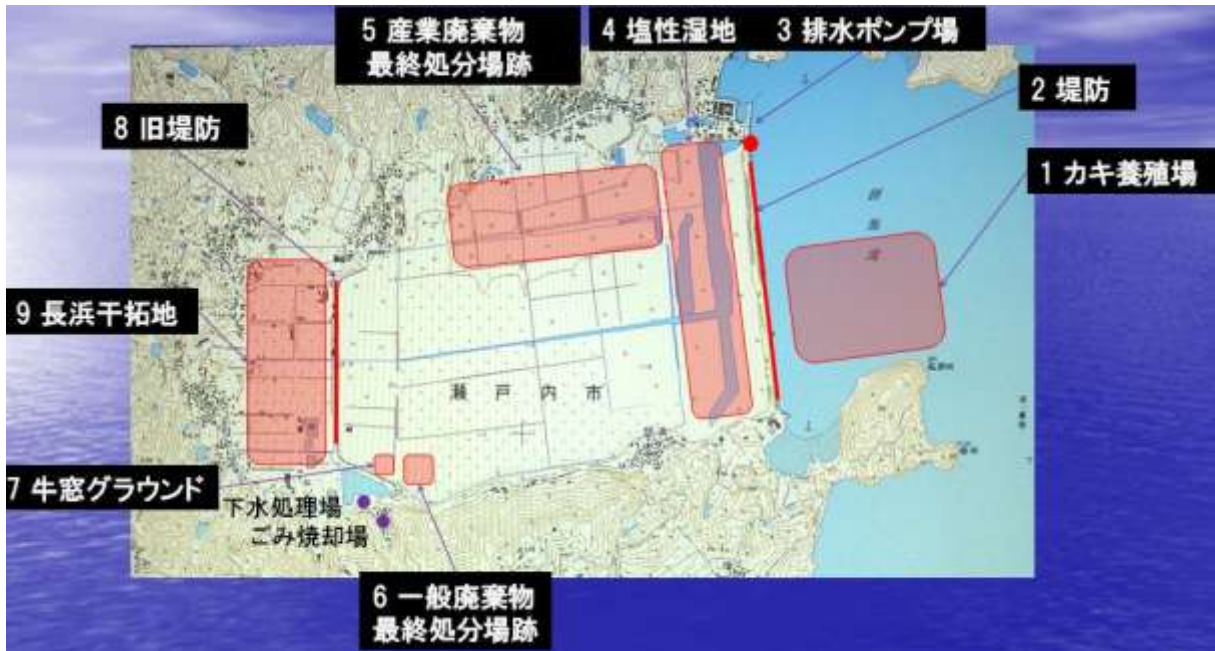 5 産業廃棄物
最終処分場跡
4 塩性湿地
3 排水ポンプ場
2 堤防
8 旧堤防
1 カキ養殖場
9 長浜干拓地
瀬戸内市
7 牛窓グラウンド
下水処理場
ごみ焼却場
6 一般廃棄物
最終処分場跡